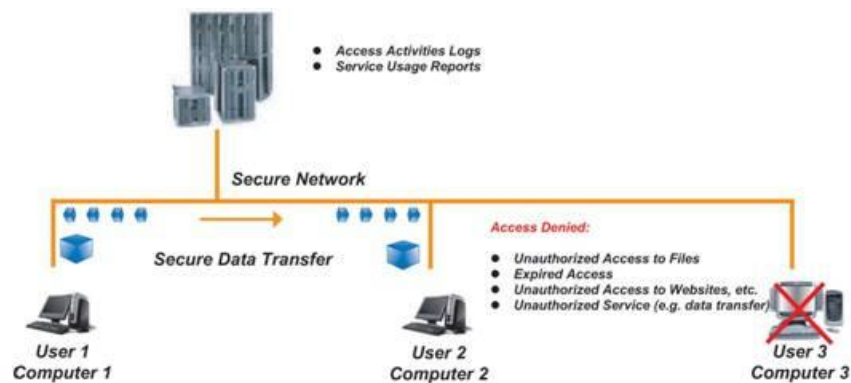 Access Activities Logs
Service Usage Reports
Secure Network
Secure Data Transfer
Access Denied:
Unauthorized Access to Files
Expired Access
Unauthorized Access to Websites, etc.
Unauthorized Service (e.g. data transfer)
User 1
Computer 1
User 2
Computer 2
User 3
Computer 3